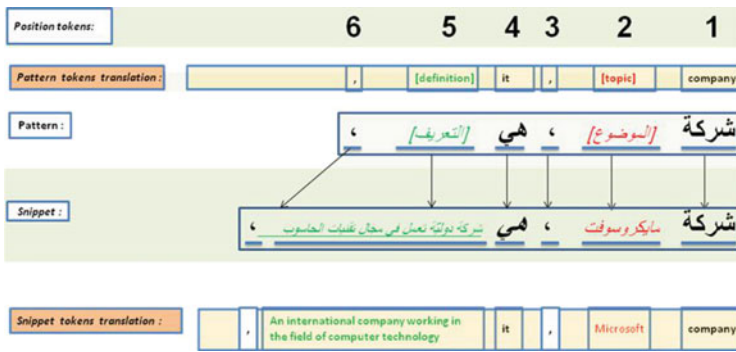 Position tokens: 6 5 4 3 2 1
Pattern tokens translation : , [definition] it , [topic] company
Pattern : شركة [الموضوع] ، هي [التعريف] ،
Snippet : شركة مايكروسوفت ، هي شركة دولية تعمل في مجال تقنيات الحاسوب ،
Snippet tokens translation : , An international company working in the field of computer technology it , Microsoft company